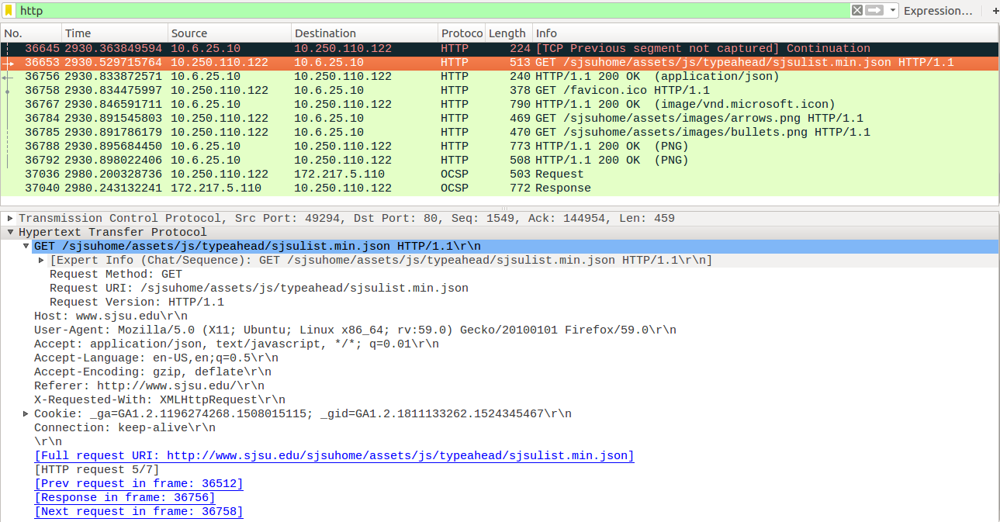 http Expression… +
No. Time Source Destination Protoco Length Info
36645 2930.363849594 10.6.25.10 10.250.110.122 HTTP 224 [TCP Previous segment not captured] Continuation
36653 2930.529715764 10.250.110.122 10.6.25.10 HTTP 513 GET /sjsuhome/assets/js/typeahead/sjsulist.min.json HTTP/1.1
36756 2930.833872571 10.6.25.10 10.250.110.122 HTTP 240 HTTP/1.1 200 OK  (application/json)
36758 2930.834475997 10.250.110.122 10.6.25.10 HTTP 378 GET /favicon.ico HTTP/1.1
36767 2930.846591711 10.6.25.10 10.250.110.122 HTTP 790 HTTP/1.1 200 OK  (image/vnd.microsoft.icon)
36784 2930.891545803 10.250.110.122 10.6.25.10 HTTP 469 GET /sjsuhome/assets/images/arrows.png HTTP/1.1
36785 2930.891786179 10.250.110.122 10.6.25.10 HTTP 470 GET /sjsuhome/assets/images/bullets.png HTTP/1.1
36788 2930.895684450 10.6.25.10 10.250.110.122 HTTP 773 HTTP/1.1 200 OK  (PNG)
36792 2930.898022406 10.6.25.10 10.250.110.122 HTTP 508 HTTP/1.1 200 OK  (PNG)
37036 2980.200328736 10.250.110.122 172.217.5.110 OCSP 503 Request
37040 2980.243132241 172.217.5.110 10.250.110.122 OCSP 772 Response
Transmission Control Protocol, Src Port: 49294, Dst Port: 80, Seq: 1549, Ack: 144954, Len: 459
Hypertext Transfer Protocol
GET /sjsuhome/assets/js/typeahead/sjsulist.min.json HTTP/1.1\r\n
[Expert Info (Chat/Sequence): GET /sjsuhome/assets/js/typeahead/sjsulist.min.json HTTP/1.1\r\n]
Request Method: GET
Request URI: /sjsuhome/assets/js/typeahead/sjsulist.min.json
Request Version: HTTP/1.1
Host: www.sjsu.edu\r\n
User-Agent: Mozilla/5.0 (X11; Ubuntu; Linux x86_64; rv:59.0) Gecko/20100101 Firefox/59.0\r\n
Accept: application/json, text/javascript, */*; q=0.01\r\n
Accept-Language: en-US,en;q=0.5\r\n
Accept-Encoding: gzip, deflate\r\n
Referer: http://www.sjsu.edu/\r\n
X-Requested-With: XMLHttpRequest\r\n
Cookie: _ga=GA1.2.1196274268.1508015115; _gid=GA1.2.1811133262.1524345467\r\n
Connection: keep-alive\r\n
\r\n
[Full request URI: http://www.sjsu.edu/sjsuhome/assets/js/typeahead/sjsulist.min.json]
[HTTP request 5/7]
[Prev request in frame: 36512]
[Response in frame: 36756]
[Next request in frame: 36758]